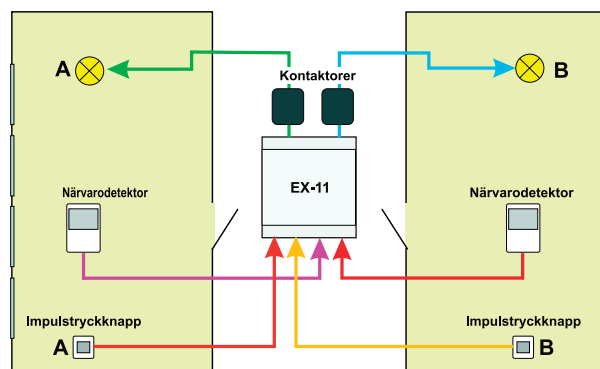 A
Kontaktorer
B
EX-11
Närvarodetektor
Närvarodetektor
Impulstryckknapp
A
Impulstryckknapp
B